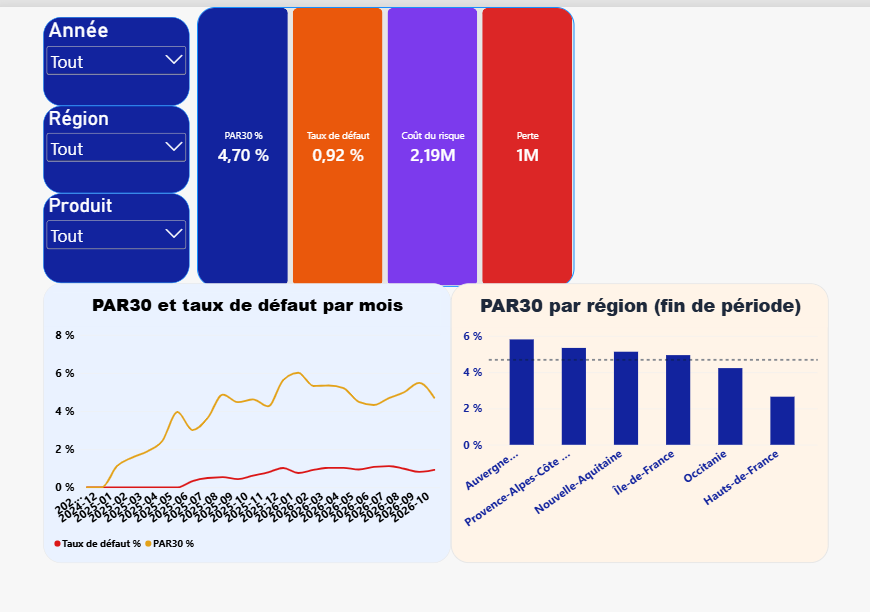 Année
Tout
Région
Tout
Produit
Tout
PAR30 %
4,70 %
Taux de défaut
0,92 %
Coût du risque
2,19M
Perte
1M
PAR30 et taux de défaut par mois
8 %
6 %
4 %
2 %
0 %
202...
2024-12
2025-01
2025-02
2025-03
2025-04
2025-05
2025-06
2025-07
2025-08
2025-09
2025-10
2025-11
2025-12
2026-01
2026-02
2026-03
2026-04
2026-05
2026-06
2026-07
2026-08
2026-09
2026-10
Taux de défaut % PAR30 %
PAR30 par région (fin de période)
6 %
4 %
2 %
0 %
Auvergne...
Provence-Alpes-Côte ...
Nouvelle-Aquitaine
Île-de-France
Occitanie
Hauts-de-France